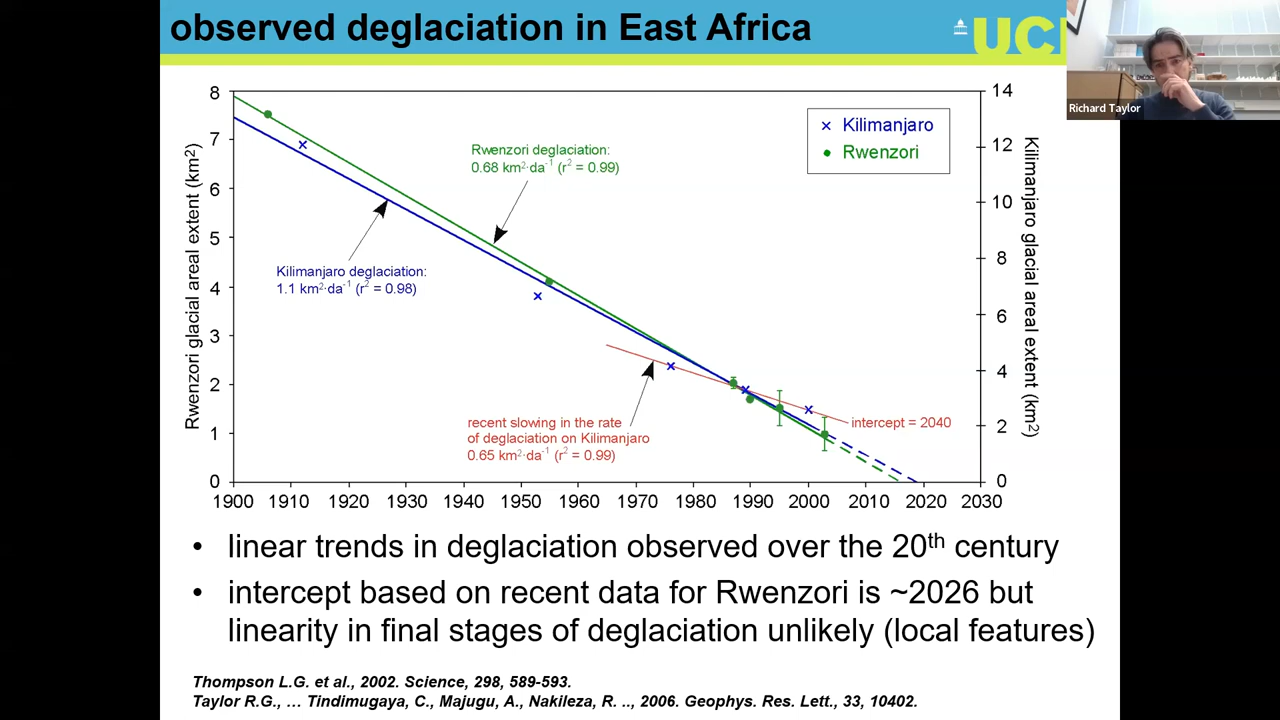 observed deglaciation in East Africa
UCL
Richard Taylor
8
7
6
5
4
3
2
1
0
Rwenzori glacial areal extent (km²)
14
12
10
8
6
4
2
0
Kilimanjaro glacial areal extent (km²)
Kilimanjaro
Rwenzori
Rwenzori deglaciation:
0.68 km²·da⁻¹ (r² = 0.99)
Kilimanjaro deglaciation:
1.1 km²·da⁻¹ (r² = 0.98)
recent slowing in the rate
of deglaciation on Kilimanjaro
0.65 km²·da⁻¹ (r² = 0.99)
intercept = 2040
1900 1910 1920 1930 1940 1950 1960 1970 1980 1990 2000 2010 2020 2030
• linear trends in deglaciation observed over the 20th century
• intercept based on recent data for Rwenzori is ~2026 but
linearity in final stages of deglaciation unlikely (local features)
Thompson L.G. et al., 2002. Science, 298, 589-593.
Taylor R.G., … Tindimugaya, C., Majugu, A., Nakileza, R. .., 2006. Geophys. Res. Lett., 33, 10402.